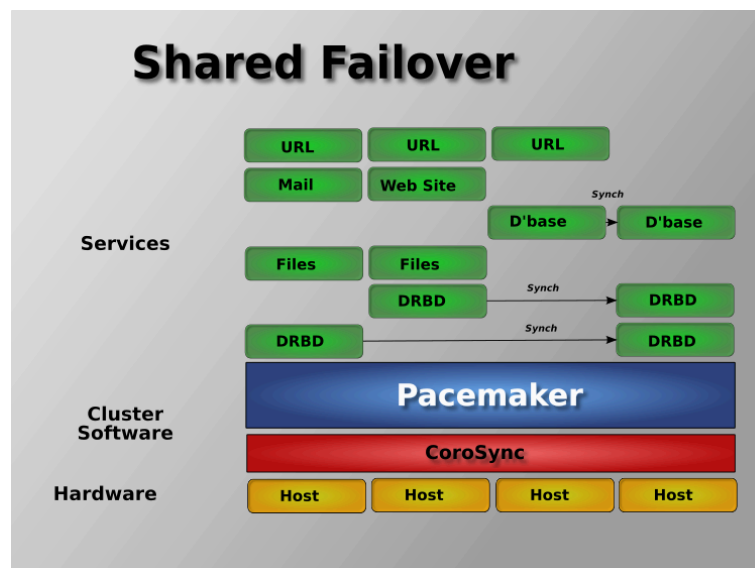 Shared Failover
URL URL URL
Mail Web Site
Synch
D'base D'base
Services
Files Files
DRBD Synch DRBD
DRBD Synch DRBD
Pacemaker
Cluster
Software
CoroSync
Hardware Host Host Host Host